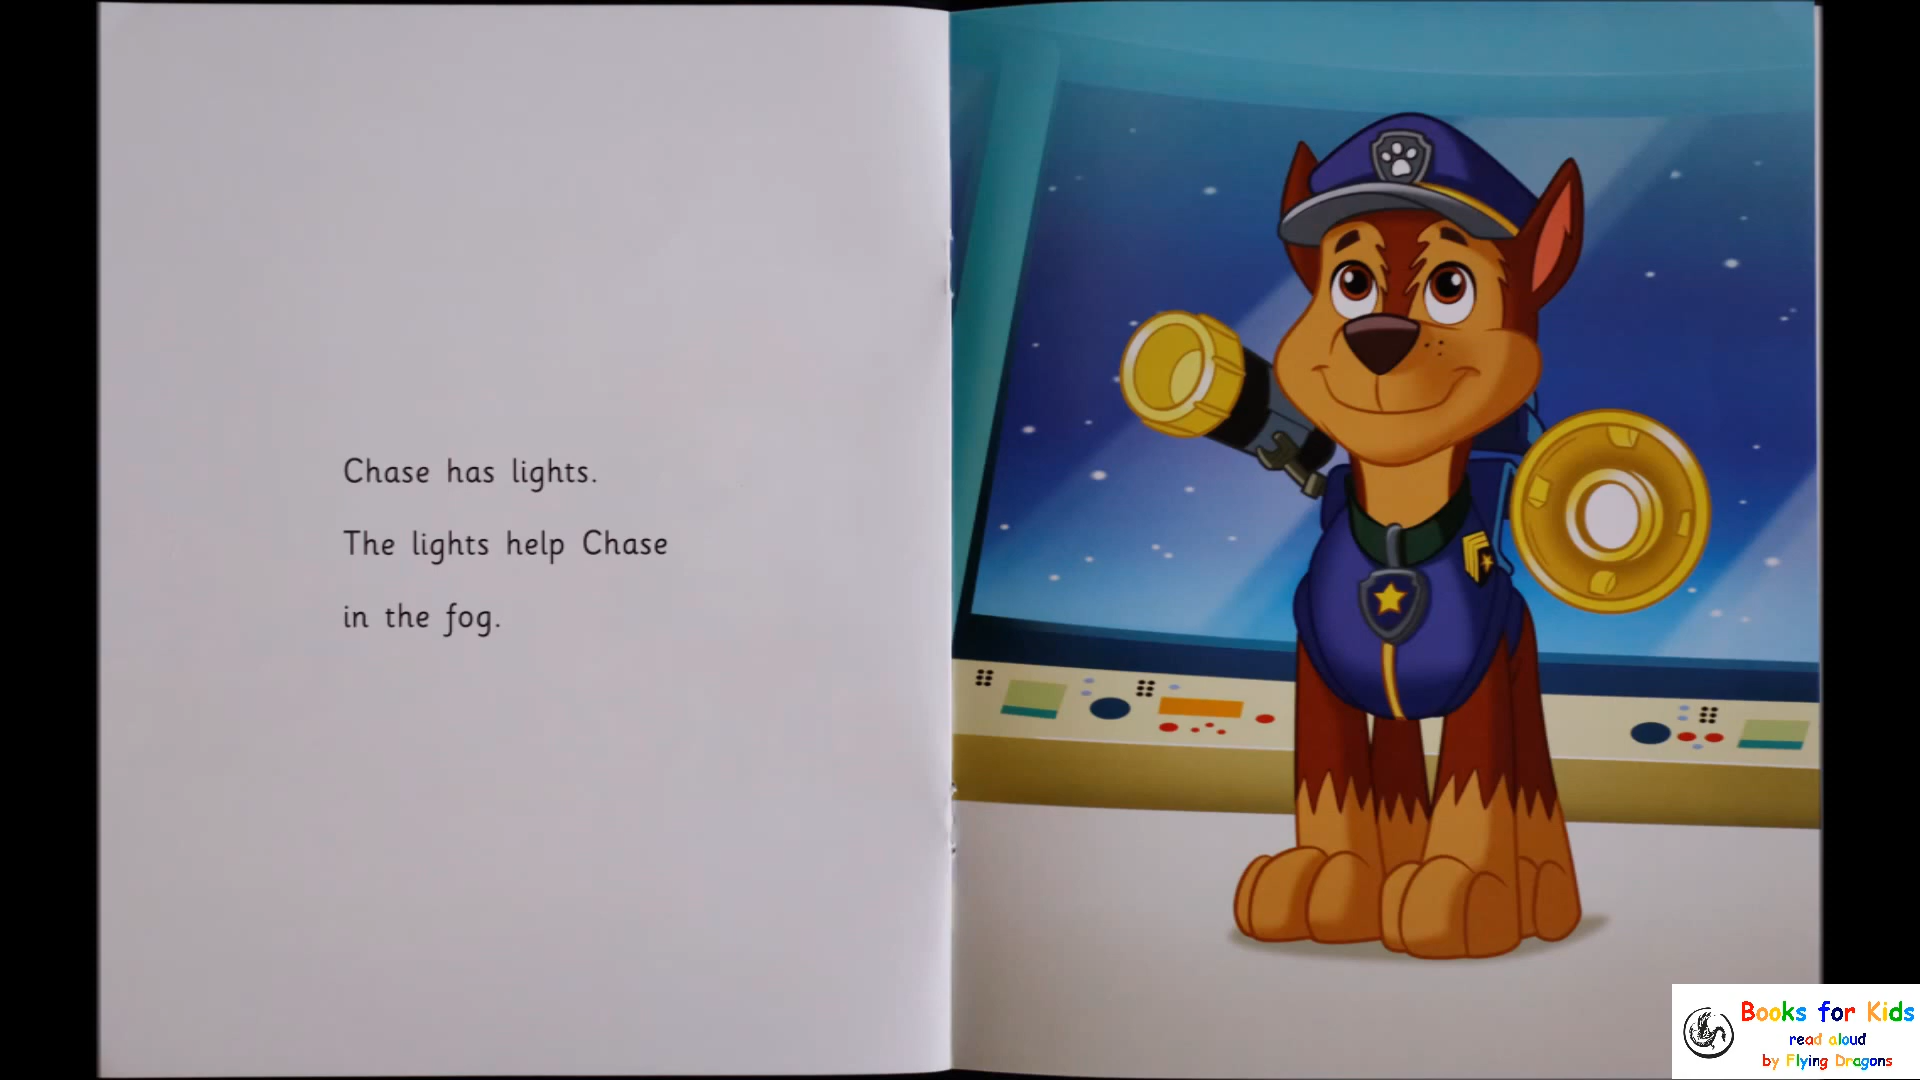 Chase has lights.
The lights help Chase
in the fog.
Books for Kids
read aloud
by Flying Dragons